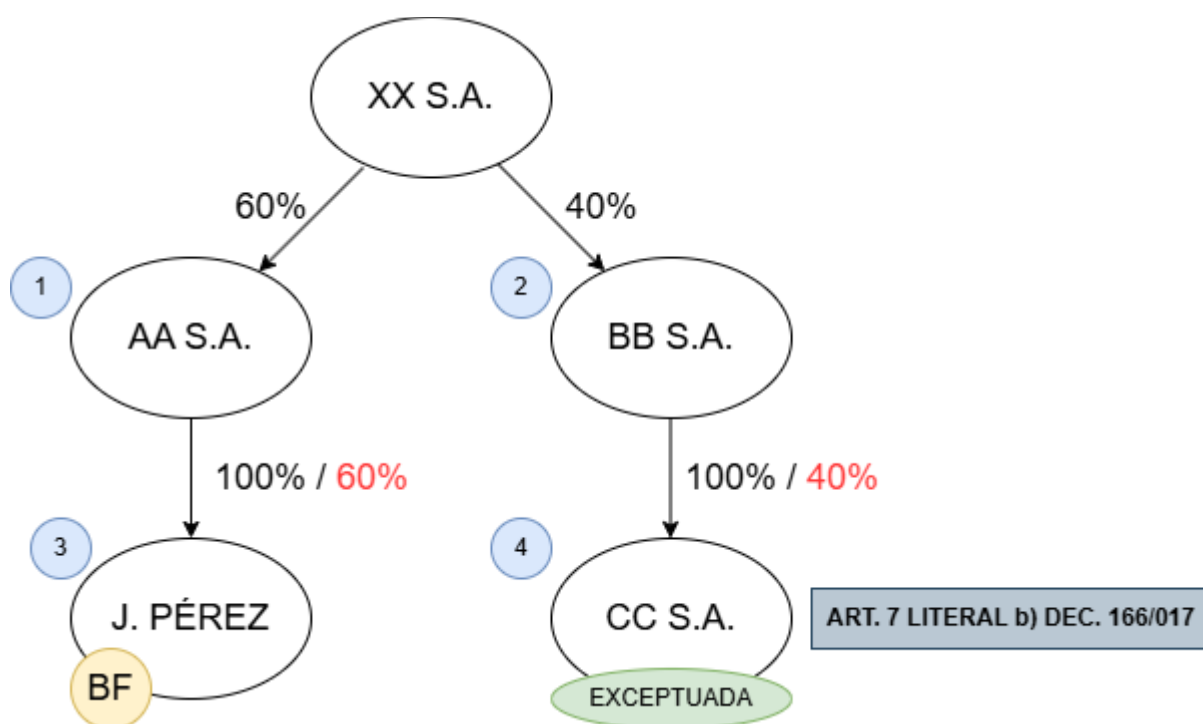 XX S.A.
60%
40%
1
2
AA S.A.
BB S.A.
100% / 60%
100% / 40%
3
4
J. PÉREZ
CC S.A.
ART. 7 LITERAL b) DEC. 166/017
BF
EXCEPTUADA